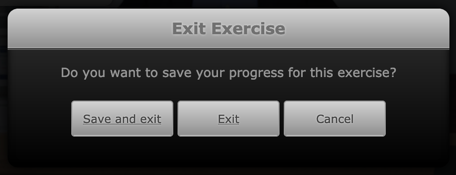 Exit Exercise
Do you want to save your progress for this exercise?
Save and exit Exit Cancel